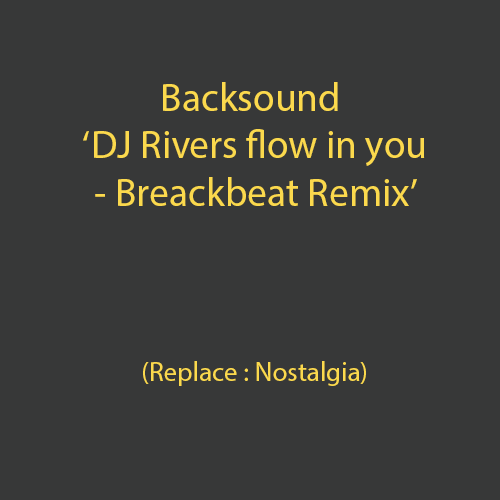 Backsound
‘DJ Rivers flow in you
- Breackbeat Remix’
(Replace : Nostalgia)